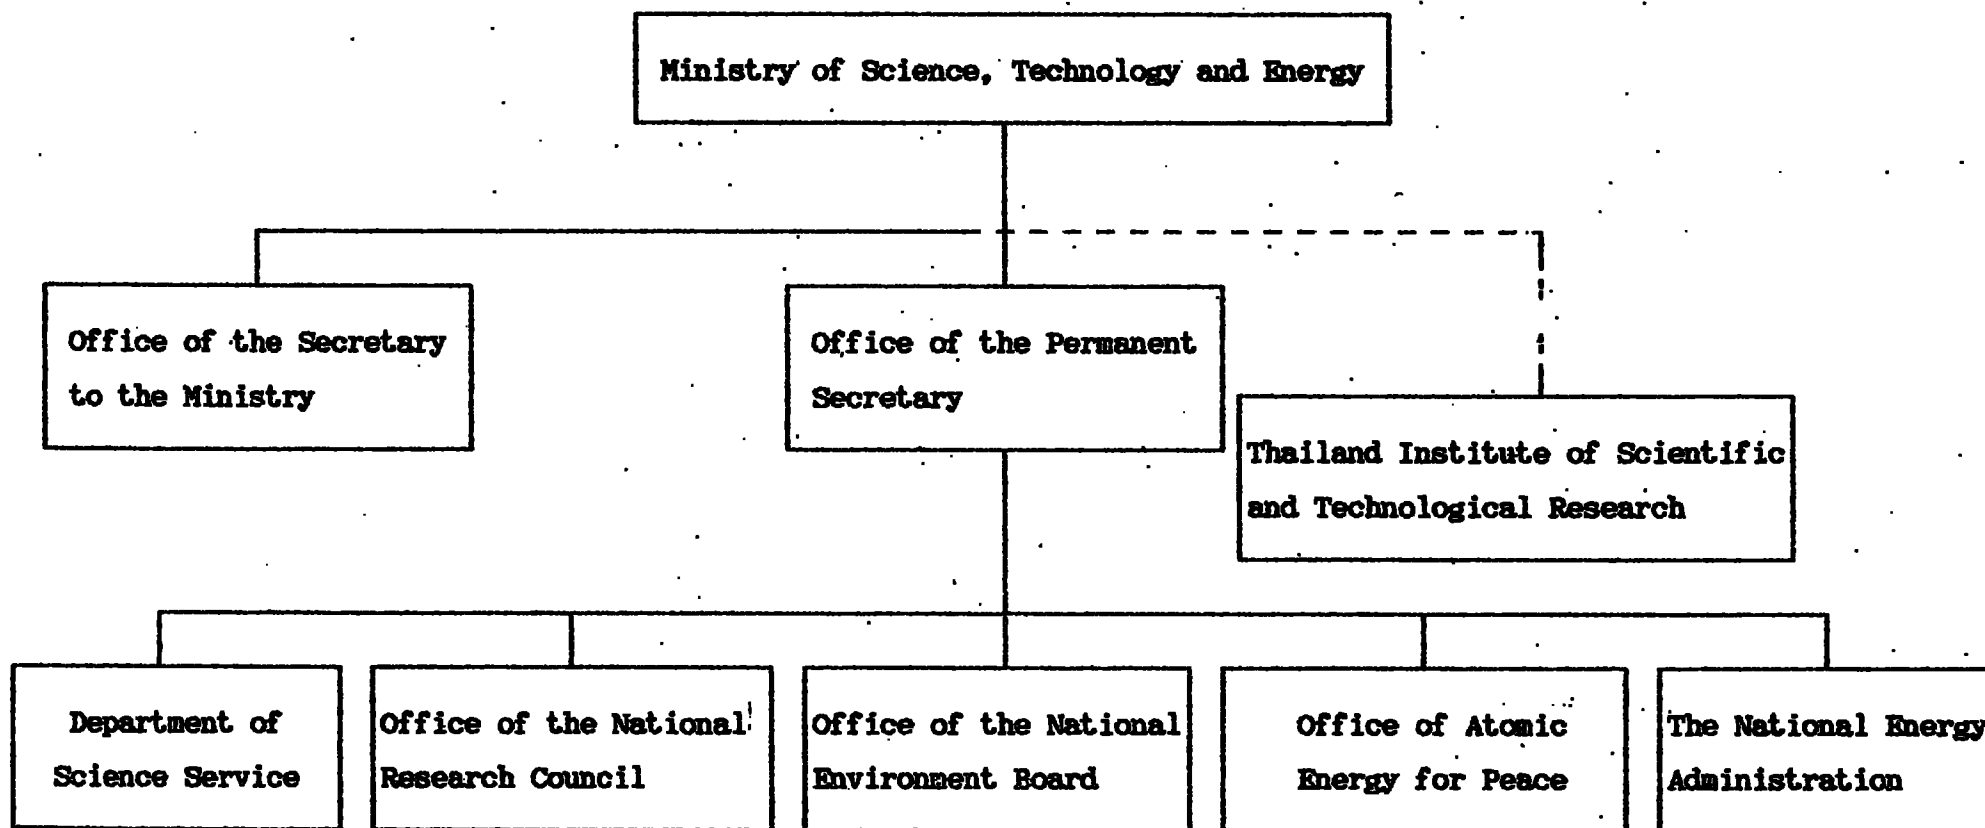 Ministry of Science, Technology and Energy
Office of the Secretary
to the Ministry
Office of the Permanent
Secretary
Thailand Institute of Scientific
and Technological Research
Department of
Science Service
Office of the National
Research Council
Office of the National
Environment Board
Office of Atomic
Energy for Peace
The National Energy
Administration